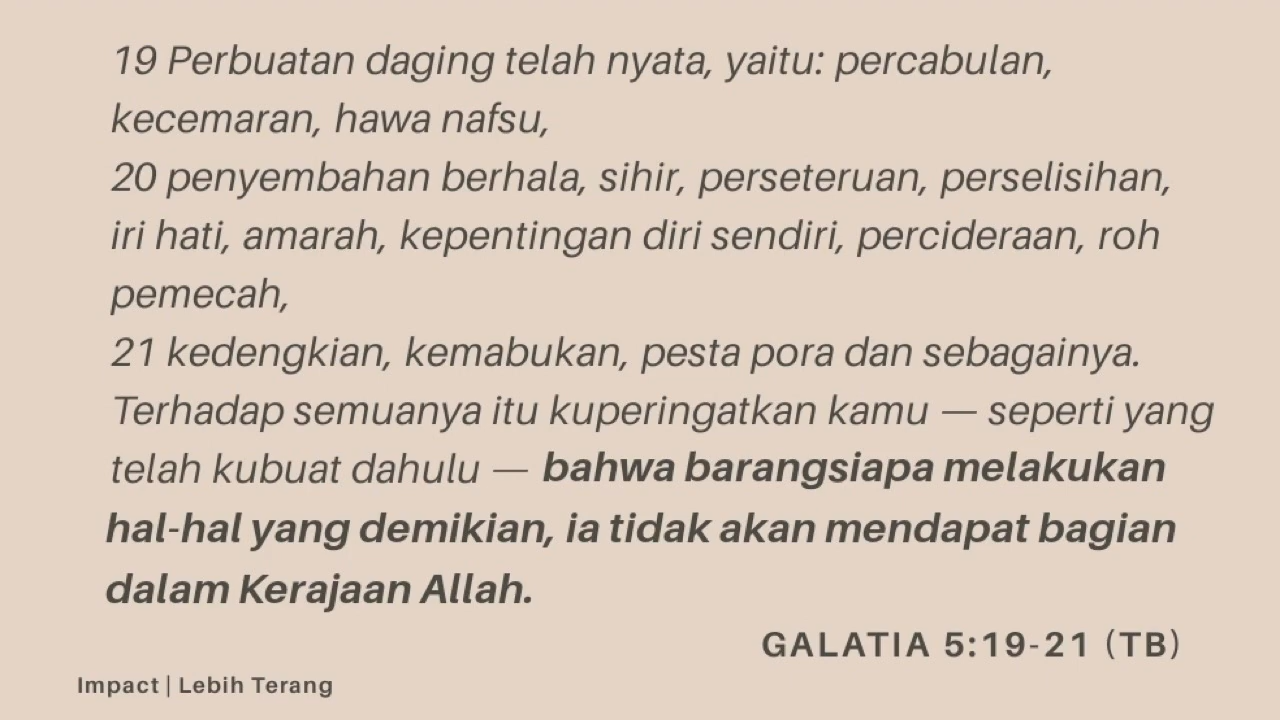 19 Perbuatan daging telah nyata, yaitu: percabulan,
kecemaran, hawa nafsu,
20 penyembahan berhala, sihir, perseteruan, perselisihan,
iri hati, amarah, kepentingan diri sendiri, percideraan, roh
pemecah,
21 kedengkian, kemabukan, pesta pora dan sebagainya.
Terhadap semuanya itu kuperingatkan kamu — seperti yang
telah kubuat dahulu — bahwa barangsiapa melakukan
hal-hal yang demikian, ia tidak akan mendapat bagian
dalam Kerajaan Allah.
GALATIA 5:19-21 (TB)
Impact | Lebih Terang